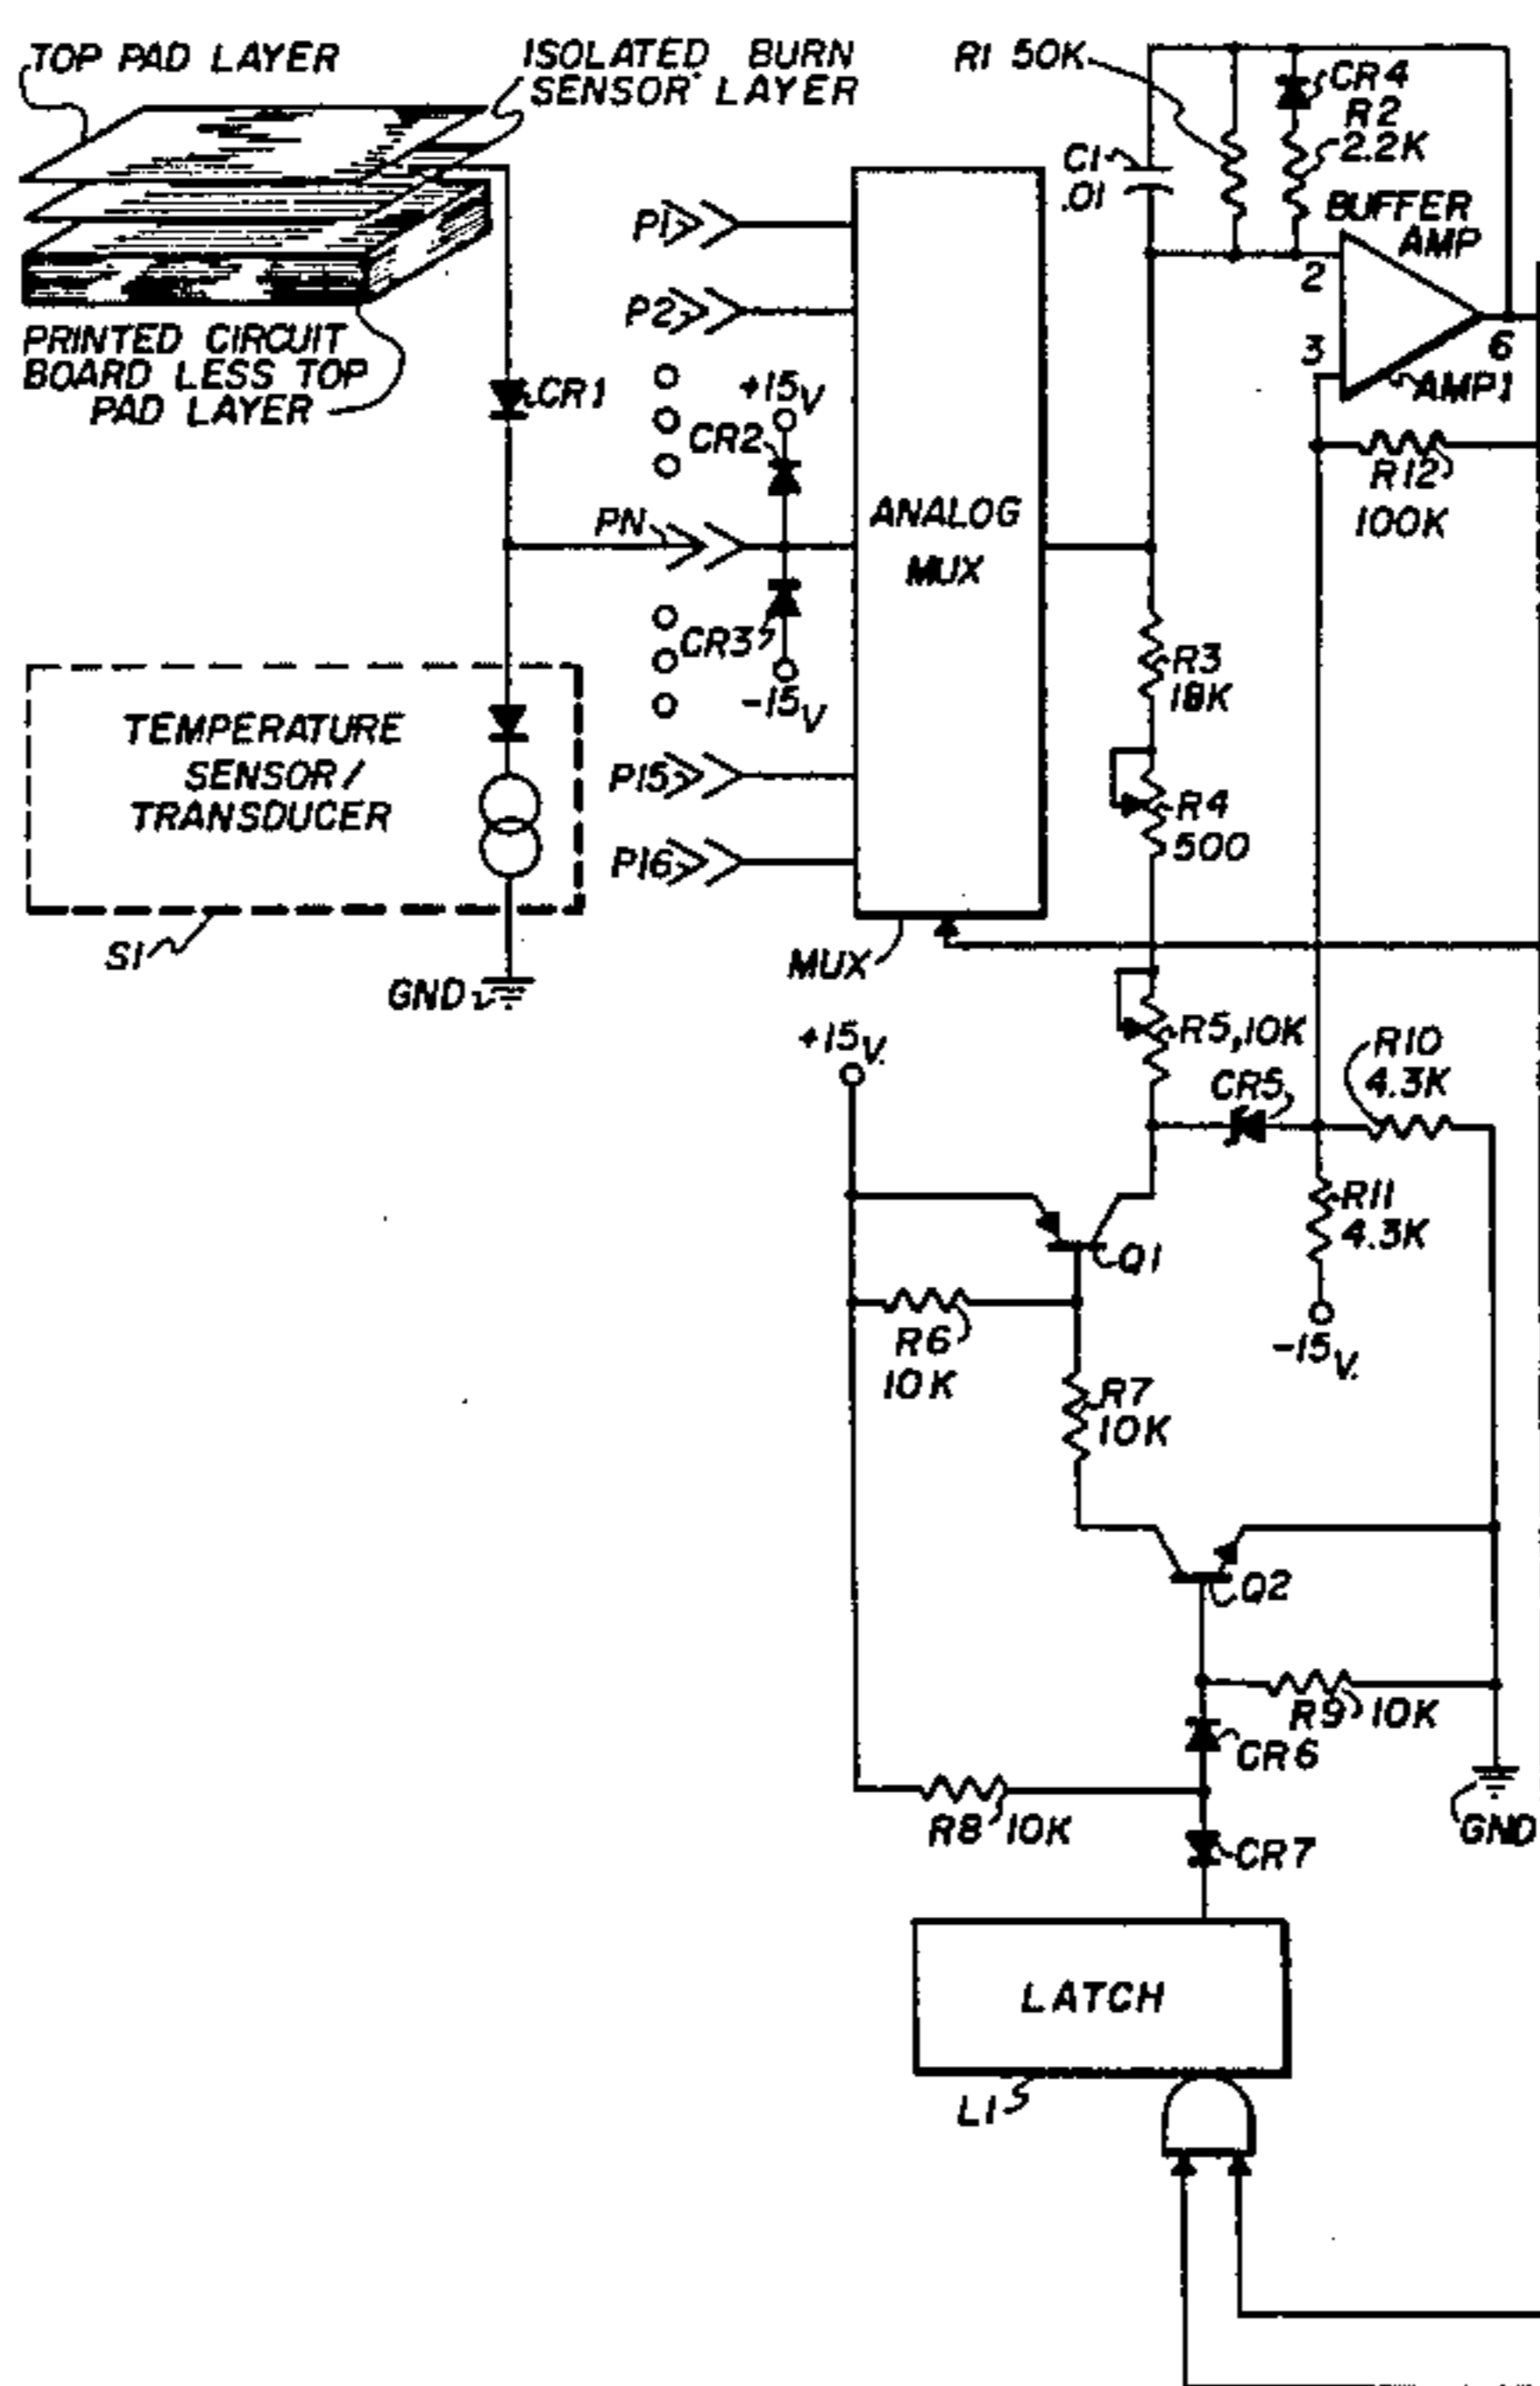 TOP PAD LAYER
ISOLATED BURN
SENSOR LAYER
PRINTED CIRCUIT
BOARD LESS TOP
PAD LAYER
CR1
R1 50K
CR4
R2
2.2K
C1
.01
BUFFER
AMP
2
3
6
AMP1
R12
100K
P1
P2
+15V
CR2
PN
CR3
-15V
P15
P16
ANALOG
MUX
MUX
TEMPERATURE
SENSOR/
TRANSDUCER
S1
GND
R3
18K
R4
500
R5,10K
+15V.
CR5
R10
4.3K
R11
4.3K
-15V.
Q1
R6
10K
R7
10K
Q2
R9 10K
CR6
R8 10K
CR7
GND
LATCH
L1